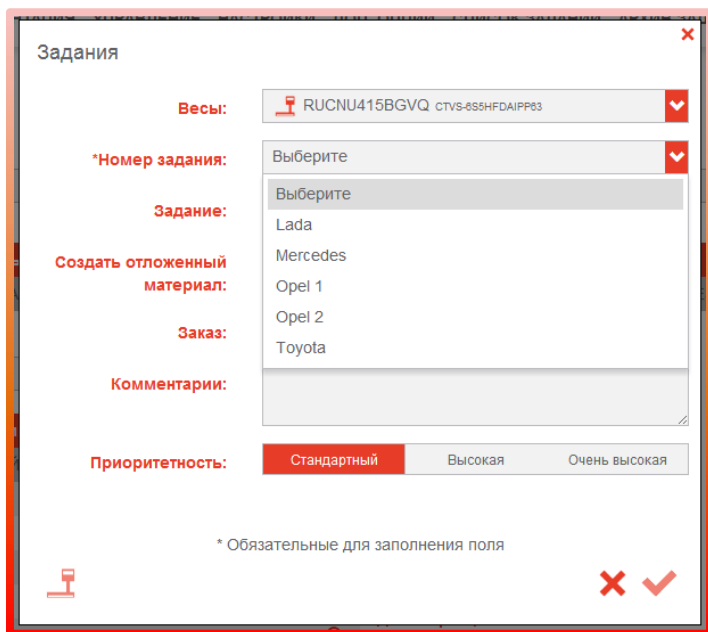 Задания
Весы: RUCNU415BGVQ CTVS-6S5HFDAIPP63
*Номер задания: Выберите
Выберите
Задание:
Lada
Mercedes
Создать отложенный
материал:
Opel 1
Opel 2
Заказ:
Toyota
Комментарии:
Приоритетность: Стандартный Высокая Очень высокая
* Обязательные для заполнения поля